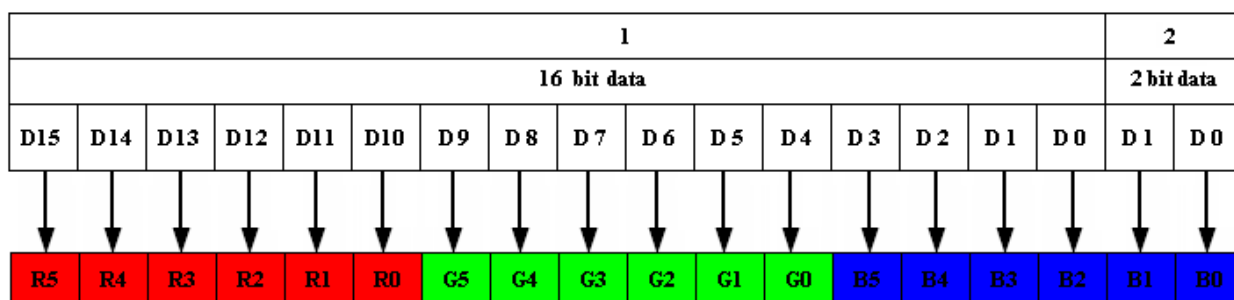 1 2
16 bit data 2 bit data
D15 D14 D13 D12 D11 D10 D9 D8 D7 D6 D5 D4 D3 D2 D1 D0 D1 D0
R5 R4 R3 R2 R1 R0 G5 G4 G3 G2 G1 G0 B5 B4 B3 B2 B1 B0